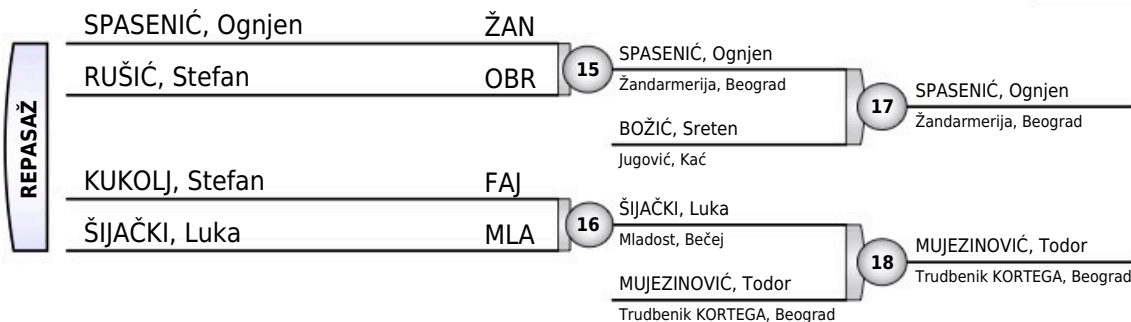 REPASAŽ
SPASENIĆ, Ognjen ŽAN
RUŠIĆ, Stefan OBR
KUKOLJ, Stefan FAJ
ŠIJAČKI, Luka MLA
15
SPASENIĆ, Ognjen
Žandarmerija, Beograd
BOŽIĆ, Sreten
Jugović, Kać
16
ŠIJAČKI, Luka
Mladost, Bečej
MUJEZINOVIĆ, Todor
Trudbenik KORTEGA, Beograd
17
SPASENIĆ, Ognjen
Žandarmerija, Beograd
18
MUJEZINOVIĆ, Todor
Trudbenik KORTEGA, Beograd